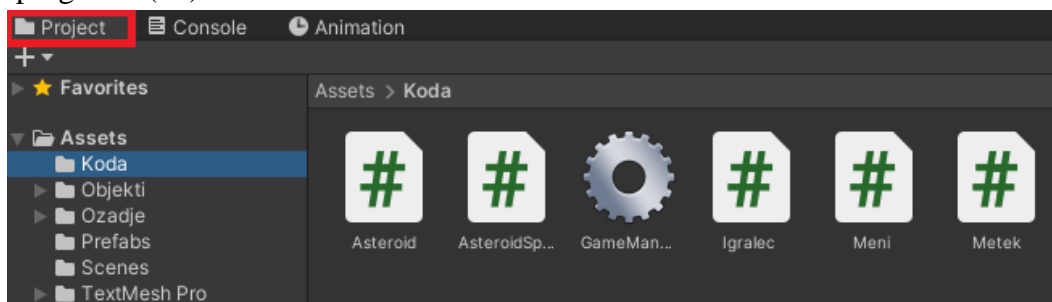 Project Console Animation
Favorites
Assets > Koda
Assets
Koda
Objekti
Ozadje
Prefabs
Scenes
TextMesh Pro
# # # # #
Asteroid AsteroidSp... GameMan... Igralec Meni Metek